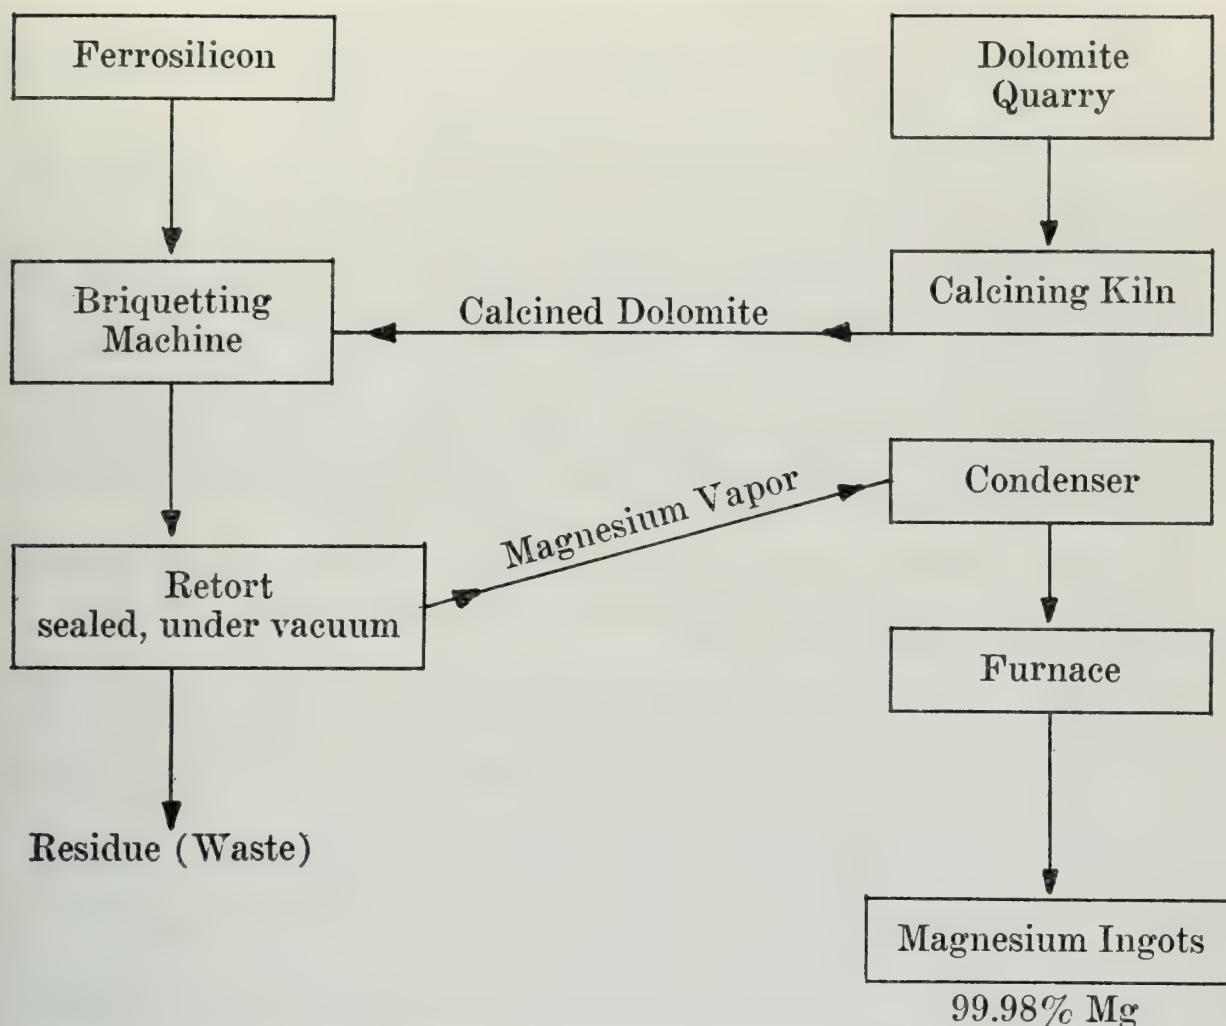 Ferrosilicon
Dolomite
Quarry
Briquetting
Machine
Calcined Dolomite
Calcining Kiln
Retort
sealed, under vacuum
Magnesium Vapor
Condenser
Furnace
Residue (Waste)
Magnesium Ingots
99.98% Mg